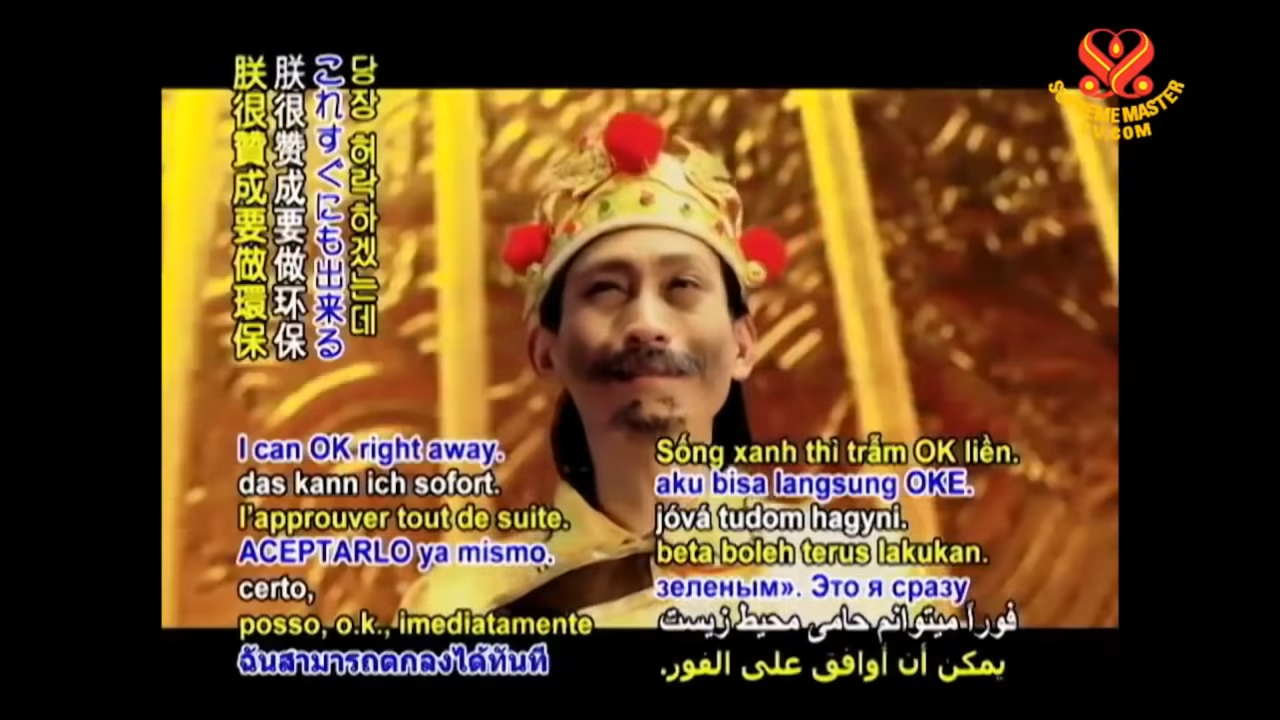 당장 허락하겠는데
これすぐにも出来る
朕很赞成要做环保
朕很贊成要做環保
SUPREME MASTER
TV.COM
I can OK right away.
das kann ich sofort.
l'approuver tout de suite.
ACEPTARLO ya mismo.
certo,
posso, o.k., imediatamente
ฉันสามารถตกลงได้ทันที
Sống xanh thì trẫm OK liền.
aku bisa langsung OKE.
jóvá tudom hagyni.
beta boleh terus lakukan.
зеленым». Это я сразу
فوراً میتوانم حامی محیط زیست
يمكن أن أوافق على الفور.